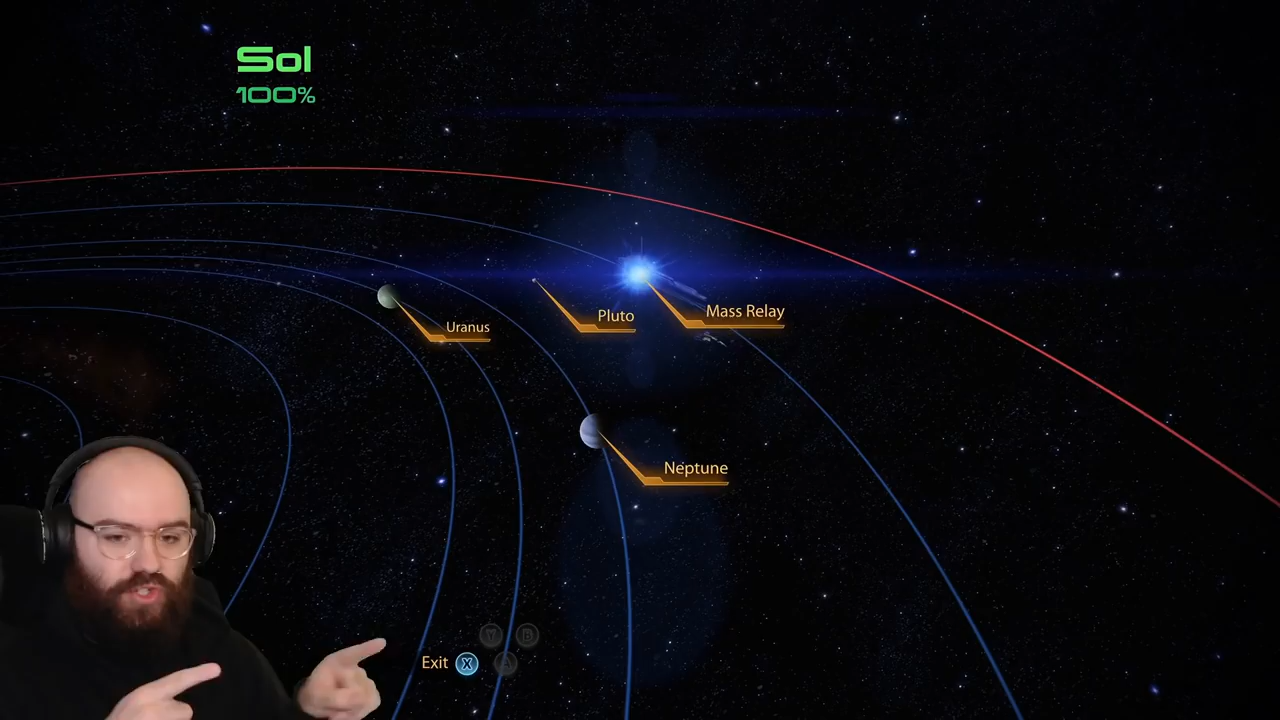 Sol
100%
Uranus
Pluto
Mass Relay
Neptune
Y B
Exit X A